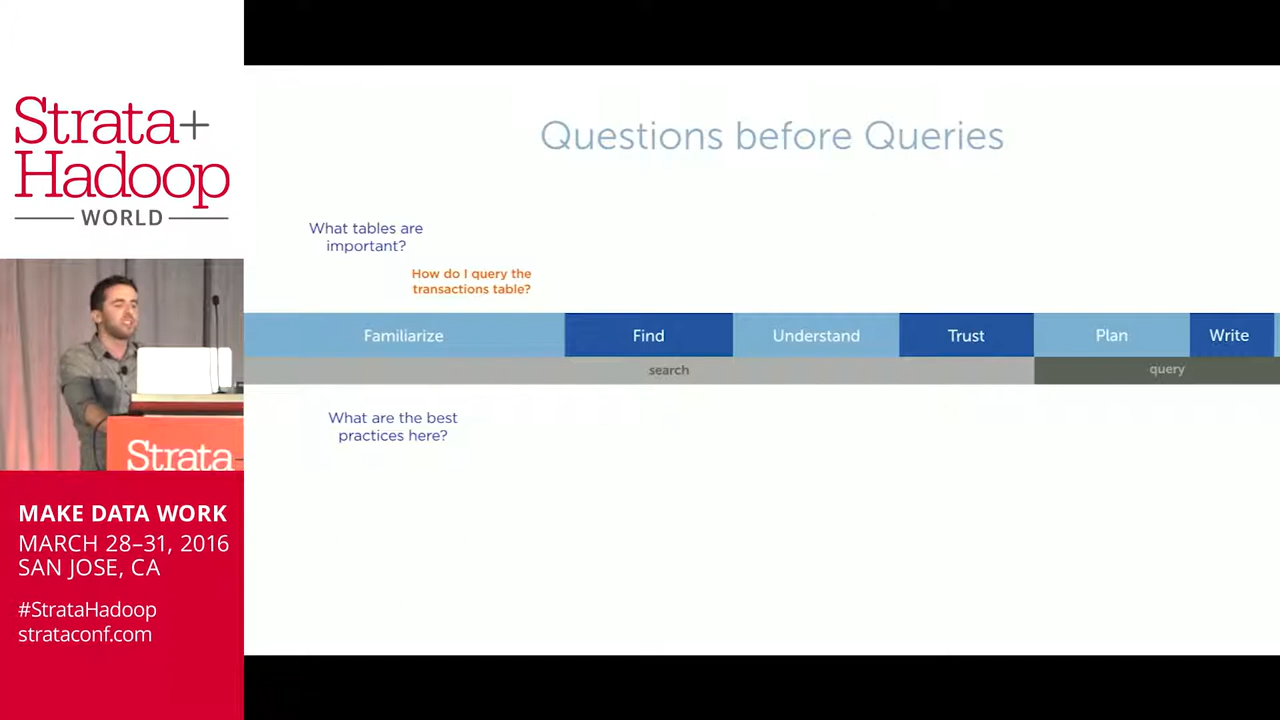 Strata+
Hadoop
WORLD
Strata
MAKE DATA WORK
MARCH 28–31, 2016
SAN JOSE, CA
#StrataHadoop
strataconf.com
Questions before Queries
What tables are
important?
How do I query the
transactions table?
Familiarize
Find
Understand
Trust
Plan
Write
search
query
What are the best
practices here?